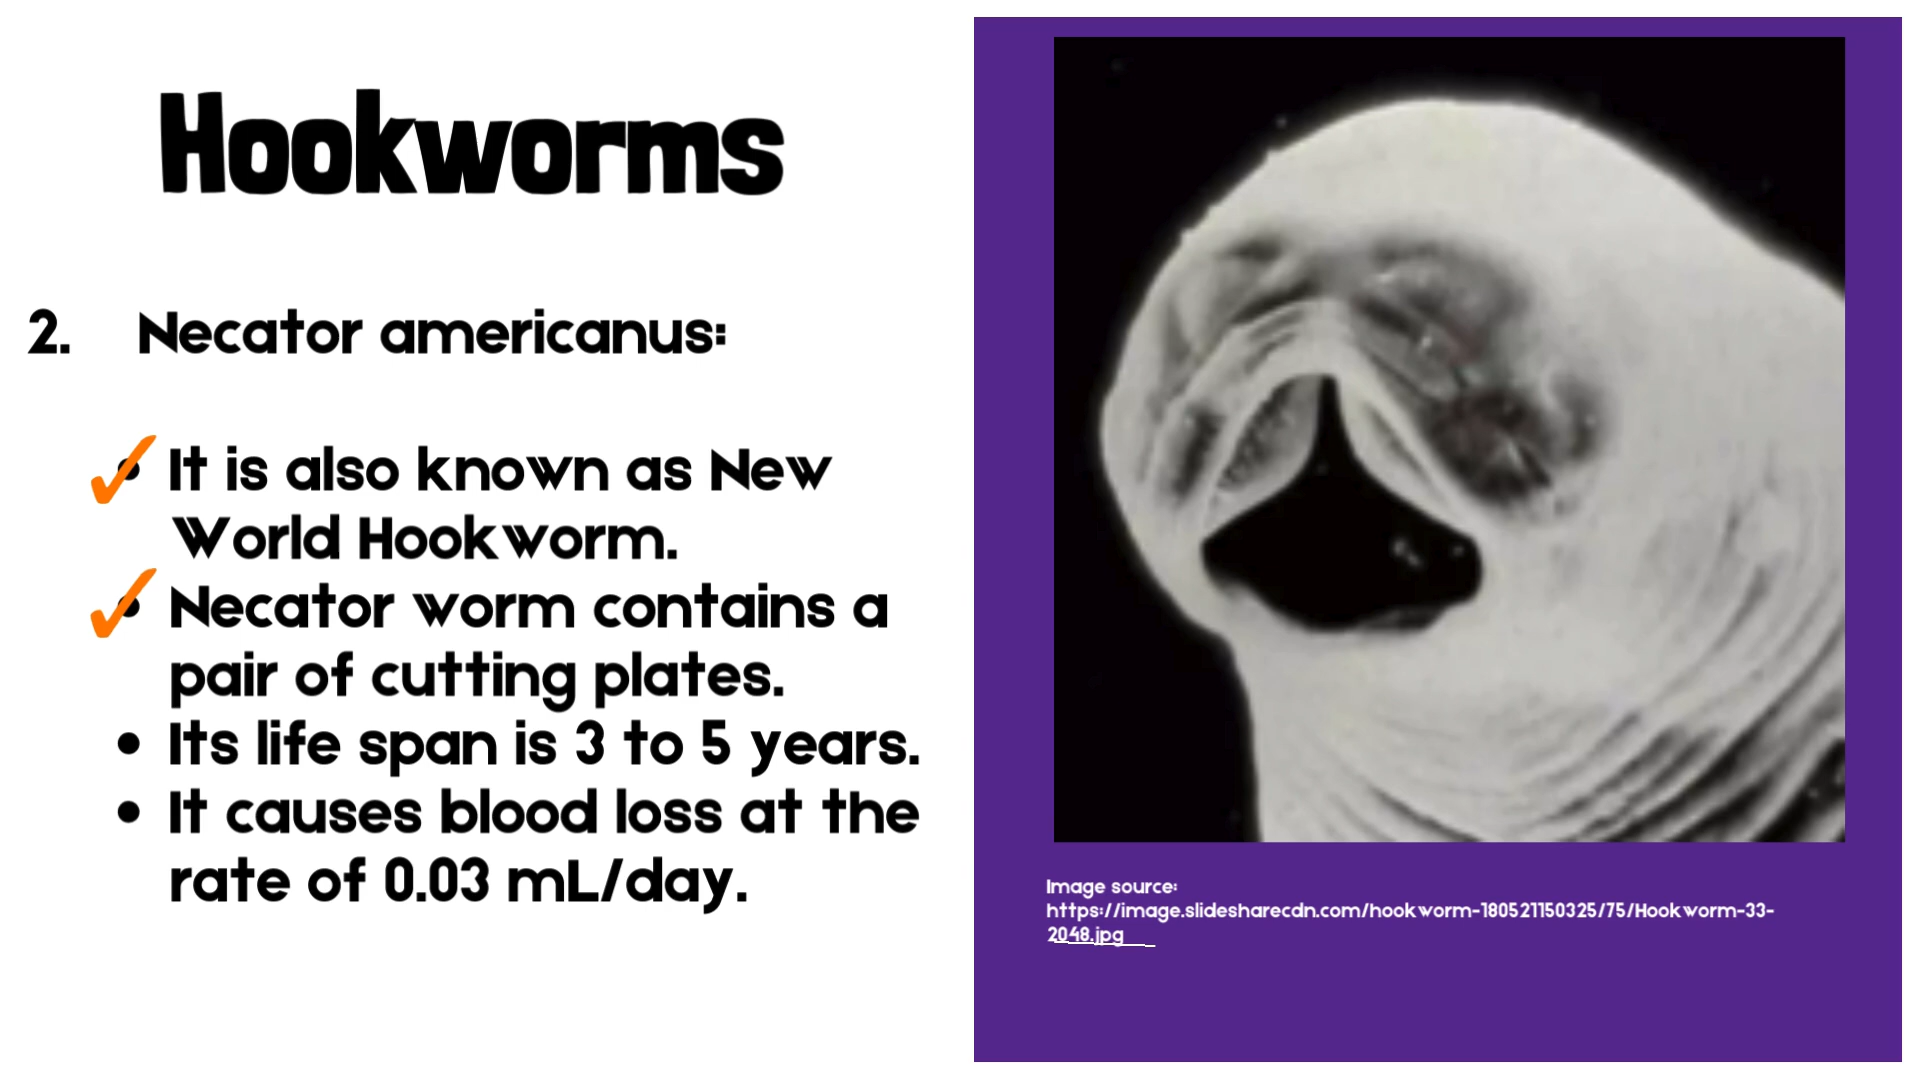 Hookworms
2. Necator americanus:
It is also known as New
World Hookworm.
Necator worm contains a
pair of cutting plates.
• Its life span is 3 to 5 years.
• It causes blood loss at the
rate of 0.03 mL/day.
Image source:
https://image.slidesharecdn.com/hookworm-180521150325/75/Hookworm-33-
2048.jpg